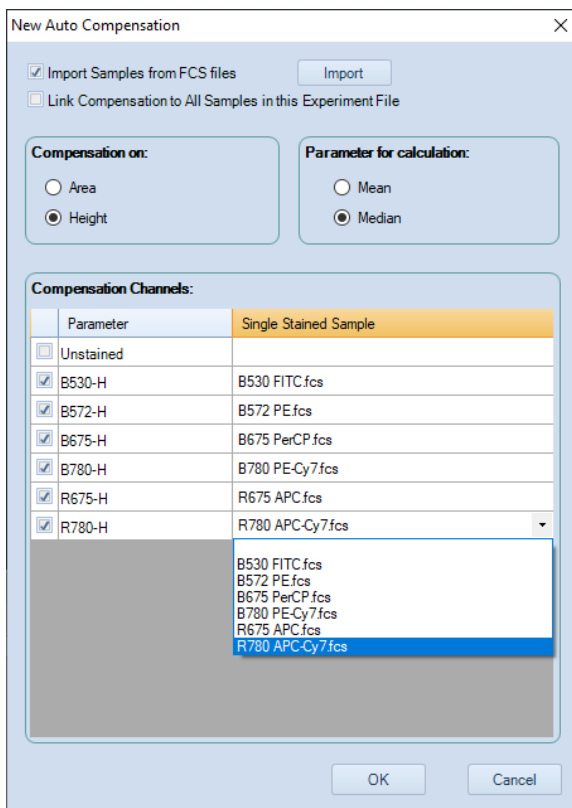 New Auto Compensation
Import Samples from FCS files Import
Link Compensation to All Samples in this Experiment File
Compensation on:
Area
Height
Parameter for calculation:
Mean
Median
Compensation Channels:
Parameter Single Stained Sample
Unstained
B530-H B530 FITC.fcs
B572-H B572 PE.fcs
B675-H B675 PerCP.fcs
B780-H B780 PE-Cy7.fcs
R675-H R675 APC.fcs
R780-H R780 APC-Cy7.fcs
B530 FITC.fcs
B572 PE.fcs
B675 PerCP.fcs
B780 PE-Cy7.fcs
R675 APC.fcs
R780 APC-Cy7.fcs
OK Cancel